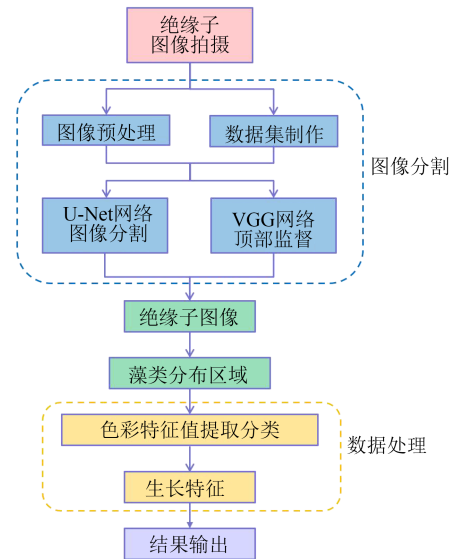 绝缘子
图像拍摄
图像预处理
数据集制作
图像分割
U-Net网络
图像分割
VGG网络
顶部监督
绝缘子图像
藻类分布区域
色彩特征值提取分类
数据处理
生长特征
结果输出